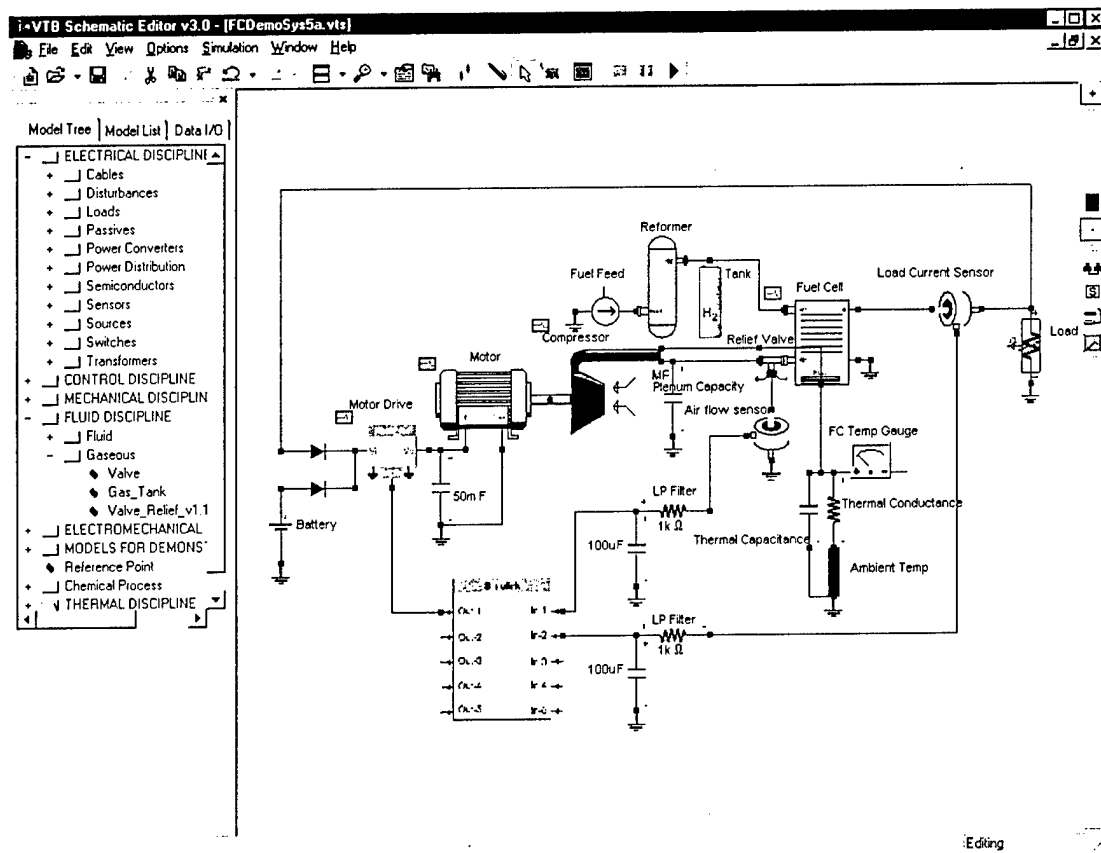 VTB Schematic Editor v3.0 - [FCDemoSys5a.vts]
File Edit View Options Simulation Window Help
Model Tree Model List Data I/O
ELECTRICAL DISCIPLINE
Cables
Disturbances
Loads
Passives
Power Converters
Power Distribution
Semiconductors
Sensors
Sources
Switches
Transformers
CONTROL DISCIPLINE
MECHANICAL DISCIPLIN
FLUID DISCIPLINE
Fluid
Gaseous
Valve
Gas_Tank
Valve_Relief_v1.1
ELECTROMECHANICAL
MODELS FOR DEMONS
Reference Point
Chemical Process
THERMAL DISCIPLINE
Reformer
Fuel Feed
Tank
H2
Fuel Cell
Load Current Sensor
Load
Compressor
Relief Valve
Motor
MF
Plenum Capacity
Air flow sensor
Motor Drive
FC Temp Gauge
50m F
LP Filter
1k Ω
Thermal Conductance
Battery
100uF
Thermal Capacitance
Ambient Temp
Out-1 In-1
Out-2 In-2
Out-3 In-3
Out-4 In-4
Out-5 In-5
LP Filter
1k Ω
100uF
Editing